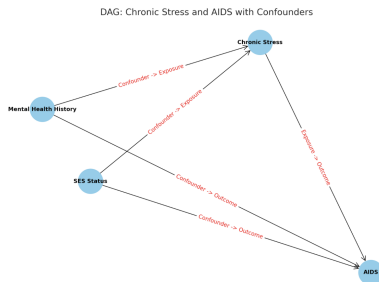 DAG: Chronic Stress and AIDS with Confounders
Chronic Stress
Confounder -> Exposure
Mental Health History
Confounder -> Exposure
Exposure -> Outcome
SES Status
Confounder -> Outcome
Confounder -> Outcome
AIDS